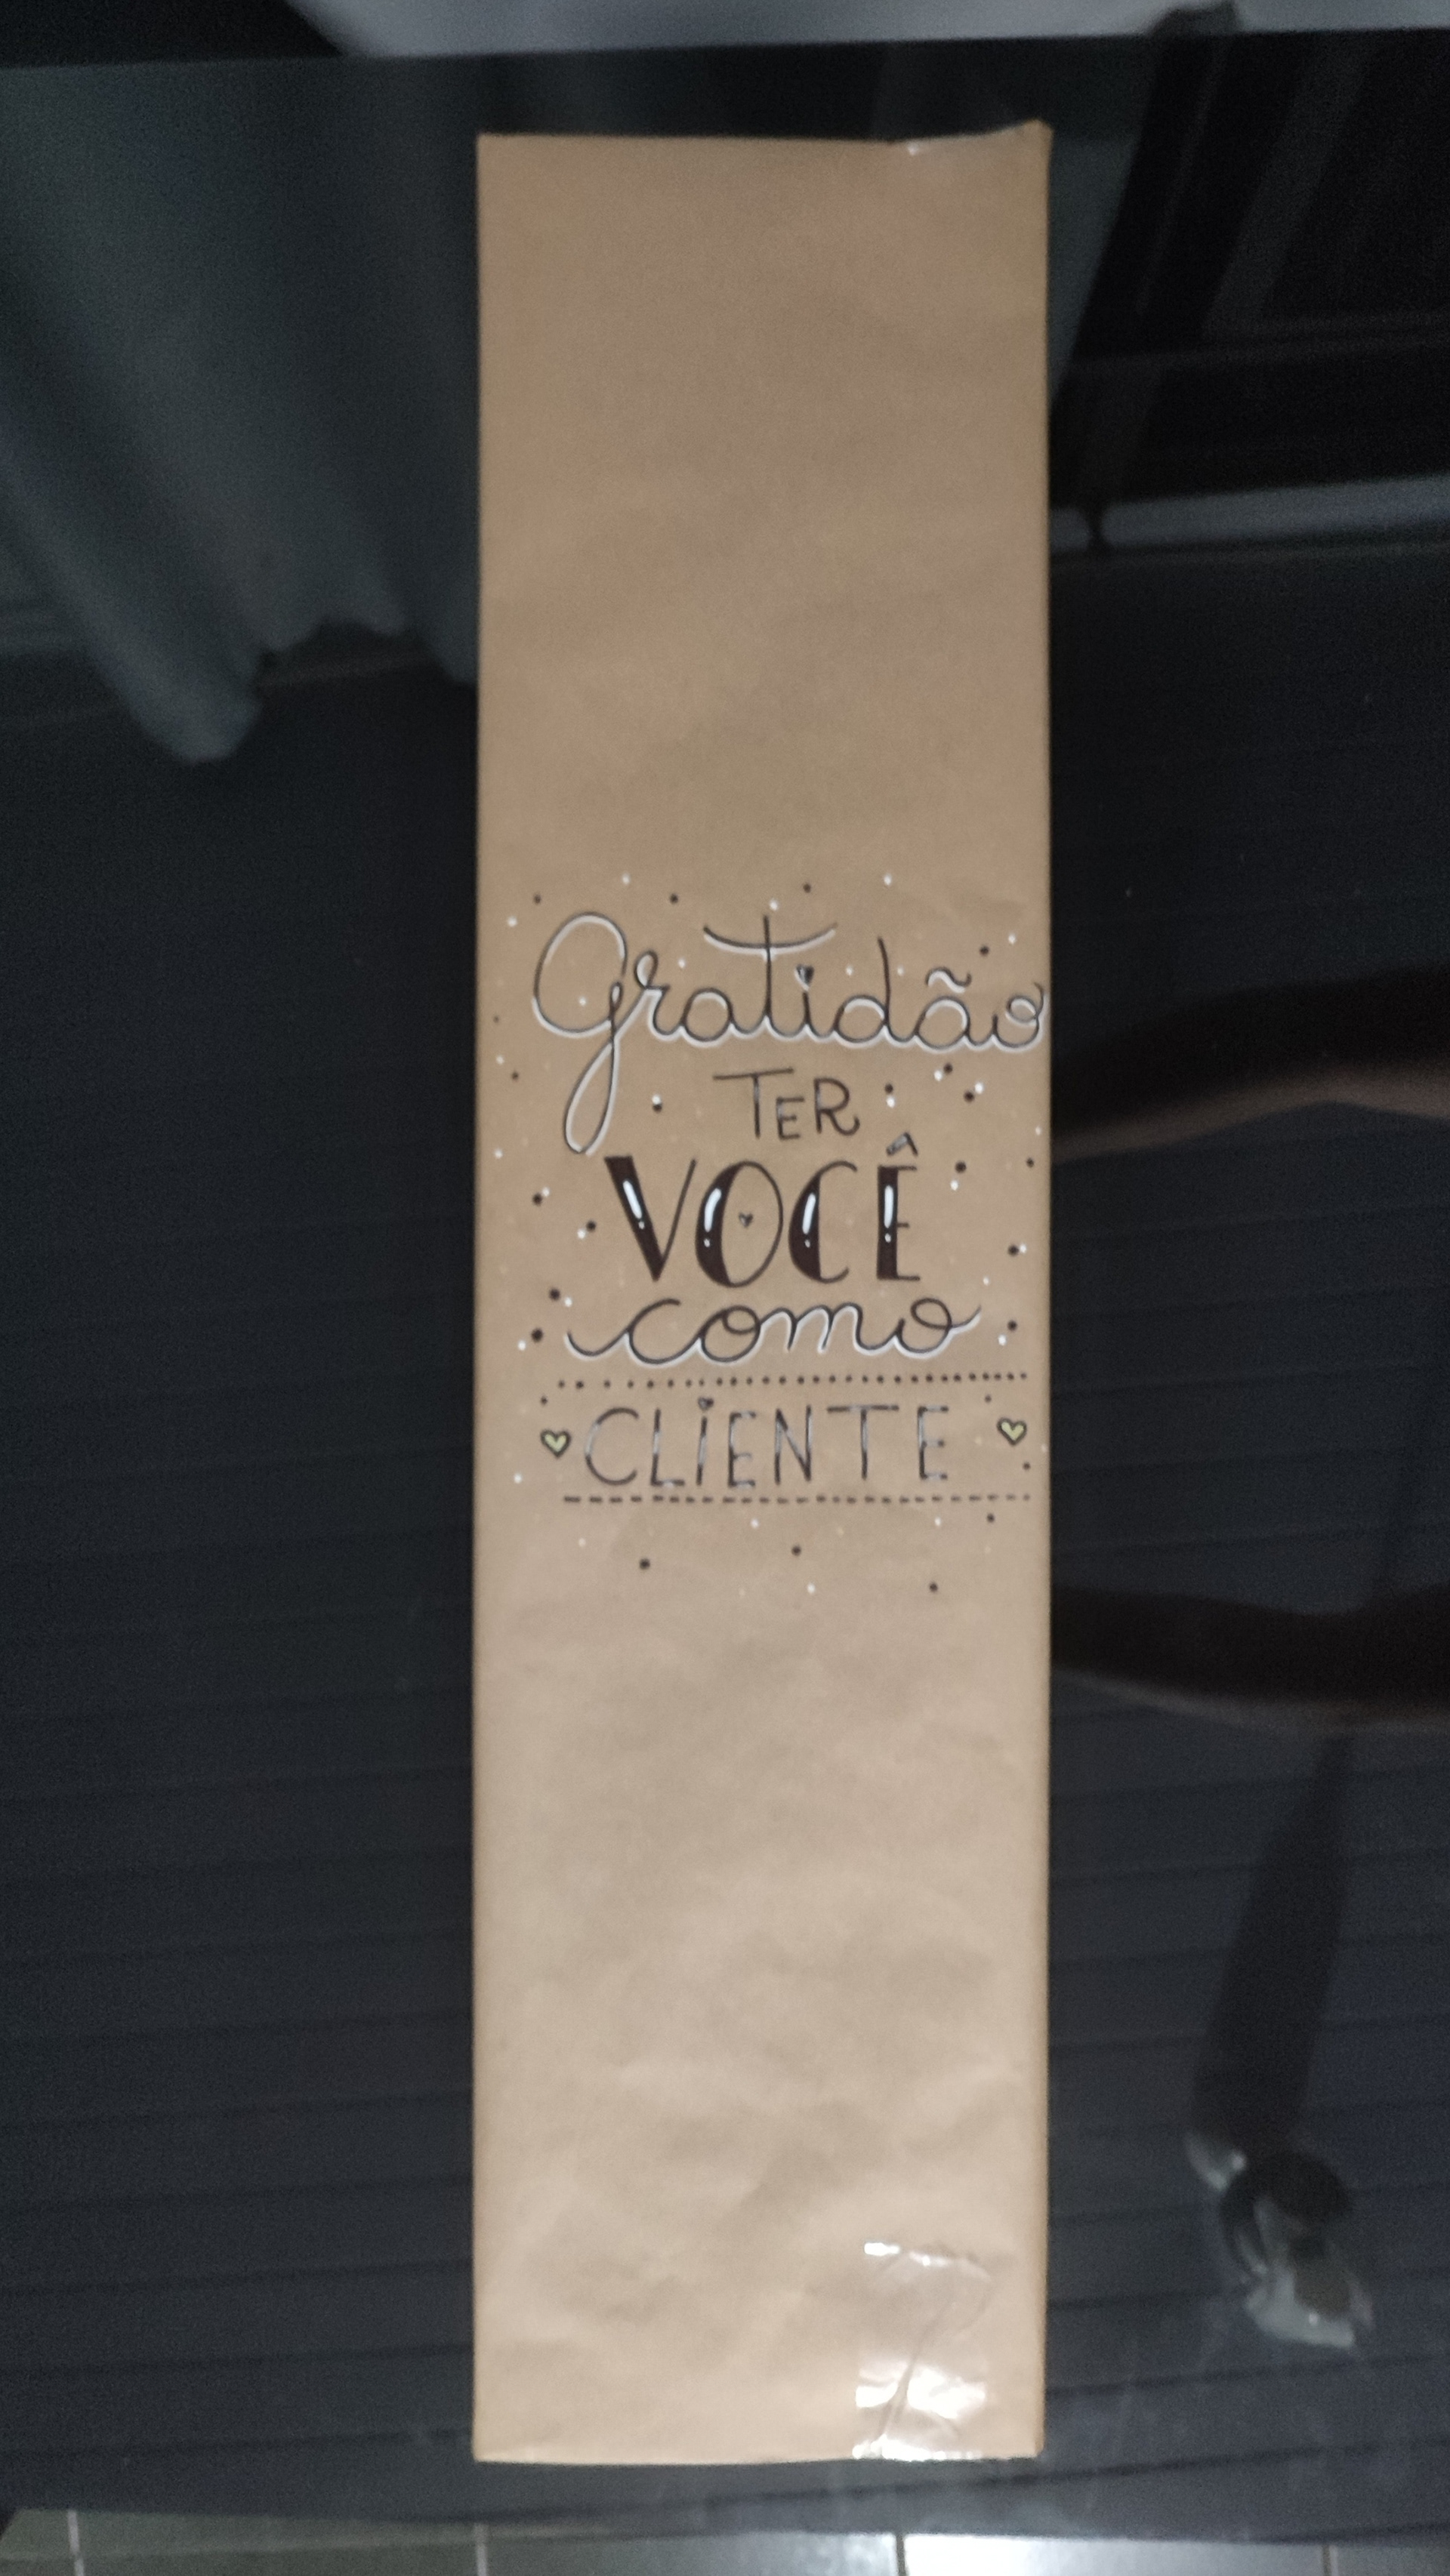 Gratidão
TER
VOCÊ
como
CLiENTE